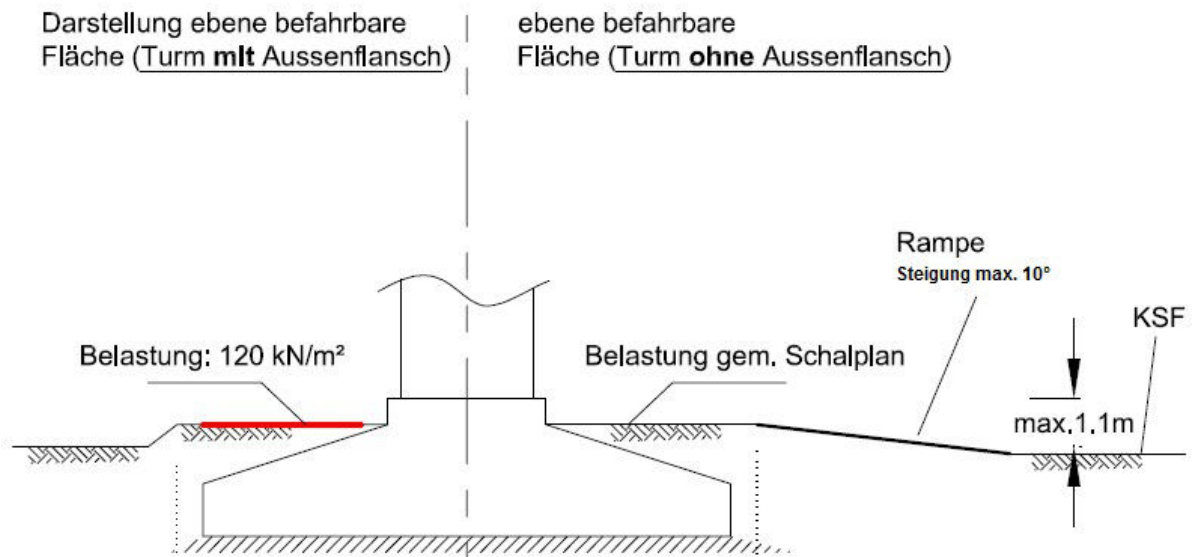 Darstellung ebene befahrbare
Fläche (Turm mit Aussenflansch)
ebene befahrbare
Fläche (Turm ohne Aussenflansch)
Rampe
Steigung max. 10°
KSF
Belastung: 120 kN/m²
Belastung gem. Schalplan
max.1.1m